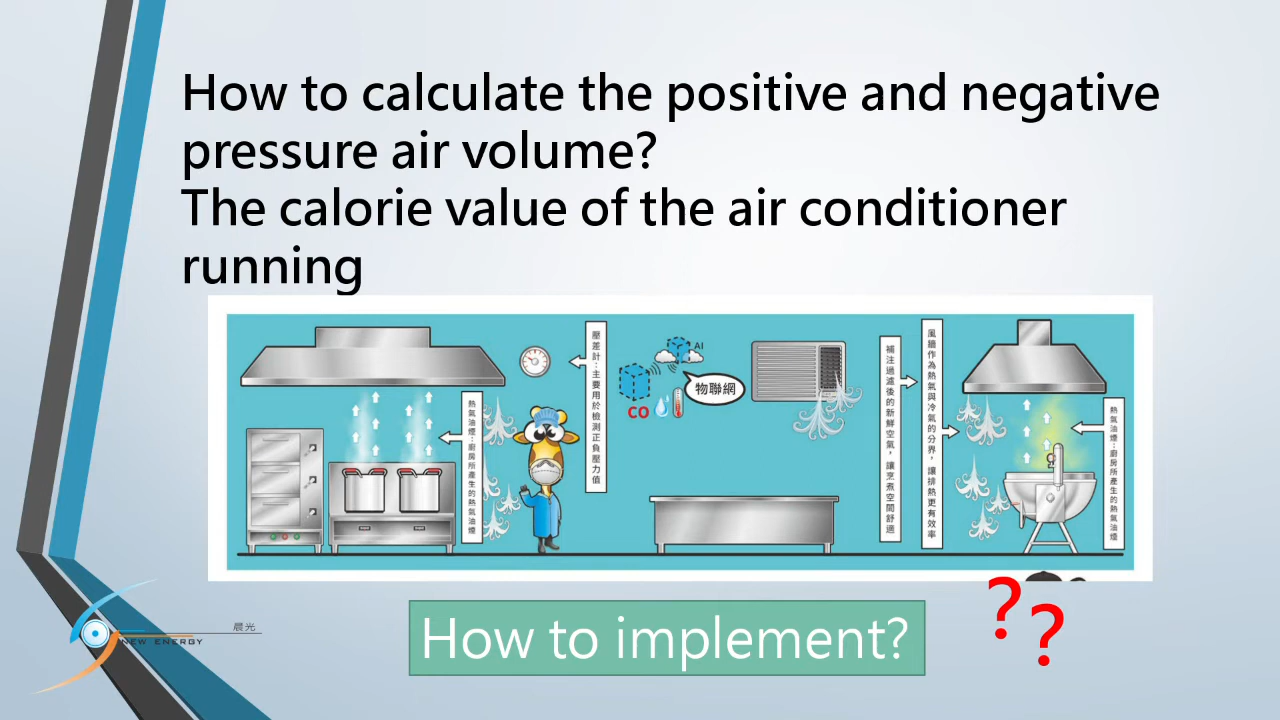 How to calculate the positive and negative
pressure air volume?
The calorie value of the air conditioner
running
熱氣油煙：廚房所產生的熱氣油煙
壓差計：主要用於檢測正負壓力值
AI
CO
物聯網
補注過濾後的新鮮空氣，讓烹煮空間舒適
風牆作為熱氣與冷氣的分界，讓排熱更有效率
熱氣油煙：廚房所產生的熱氣油煙
How to implement?
??
晨光
NEW ENERGY